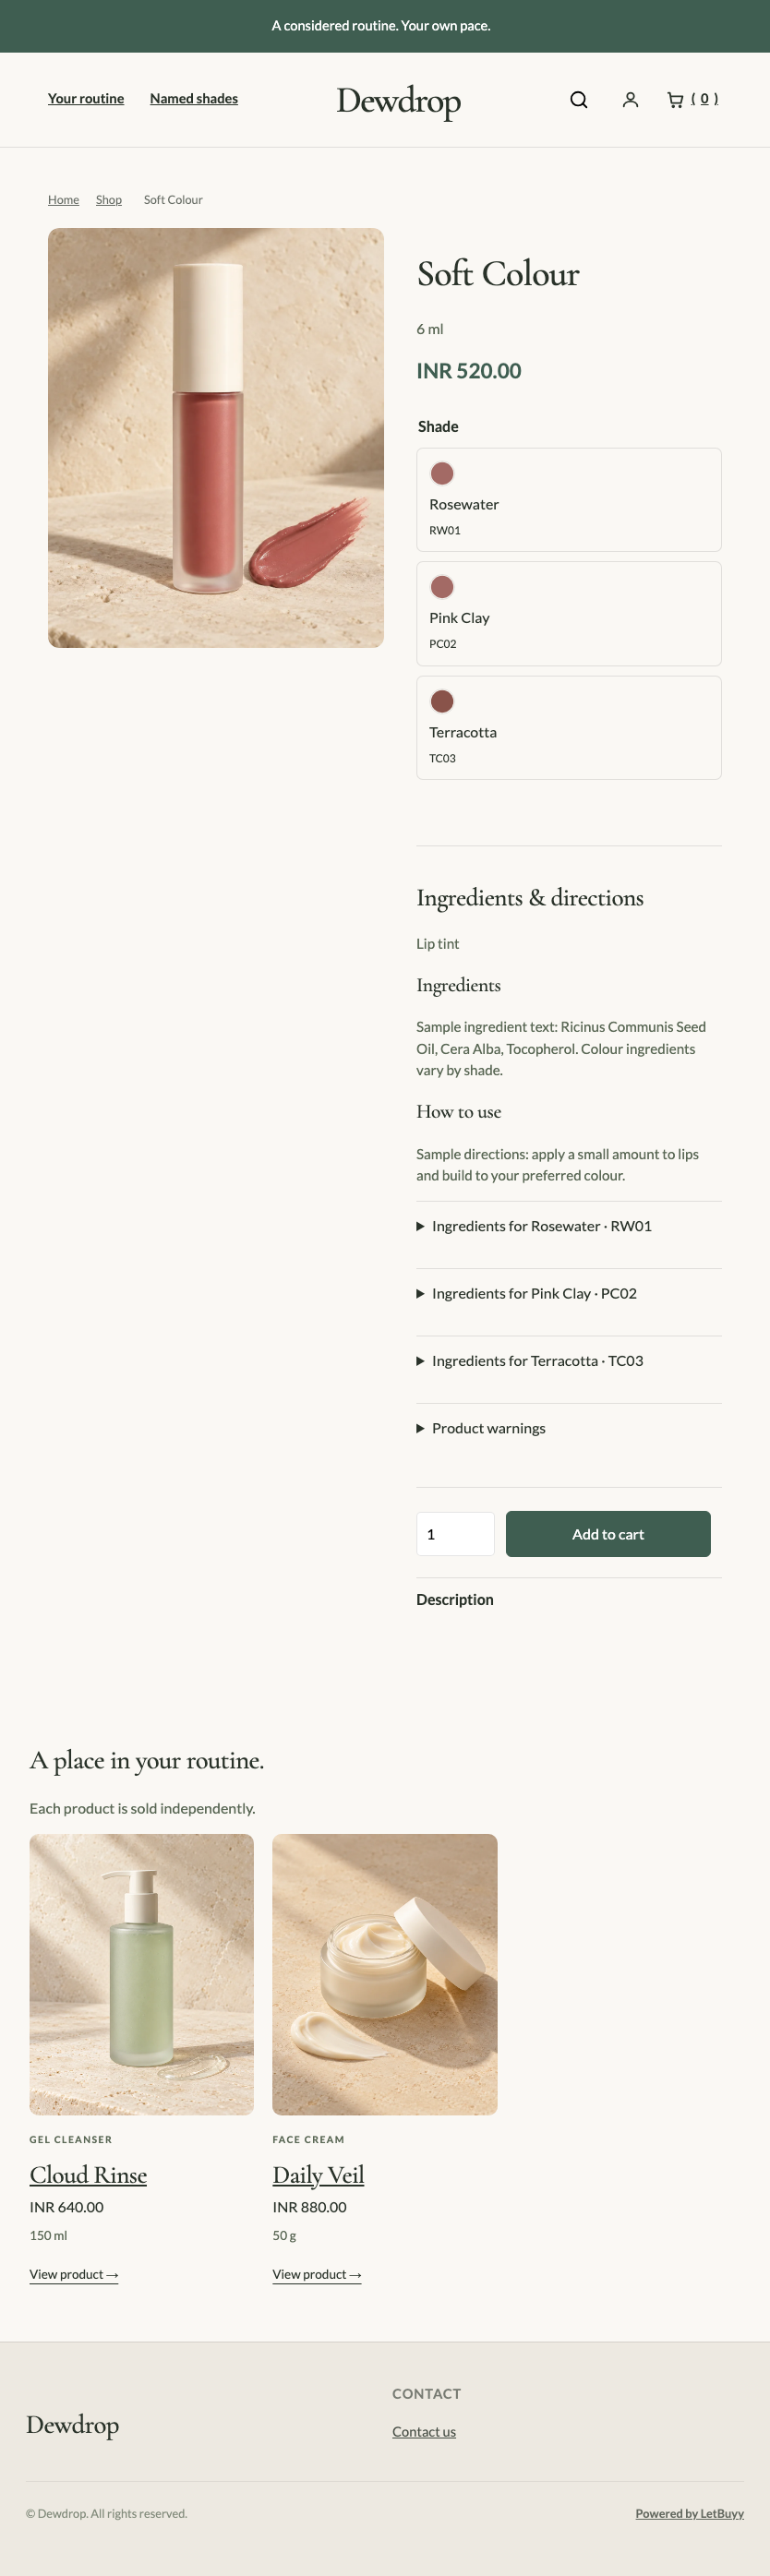 A considered routine. Your own pace.
Your routine
Named shades
Dewdrop
( 0 )
Home
Shop
Soft Colour
Soft Colour
6 ml
INR 520.00
Shade
Rosewater
RW01
Pink Clay
PC02
Terracotta
TC03
Ingredients & directions
Lip tint
Ingredients
Sample ingredient text: Ricinus Communis Seed
Oil, Cera Alba, Tocopherol. Colour ingredients
vary by shade.
How to use
Sample directions: apply a small amount to lips
and build to your preferred colour.
▶ Ingredients for Rosewater · RW01
▶ Ingredients for Pink Clay · PC02
▶ Ingredients for Terracotta · TC03
▶ Product warnings
1
Add to cart
Description
A place in your routine.
Each product is sold independently.
GEL CLEANSER
Cloud Rinse
INR 640.00
150 ml
View product →
FACE CREAM
Daily Veil
INR 880.00
50 g
View product →
Dewdrop
CONTACT
Contact us
© Dewdrop. All rights reserved.
Powered by LetBuyy